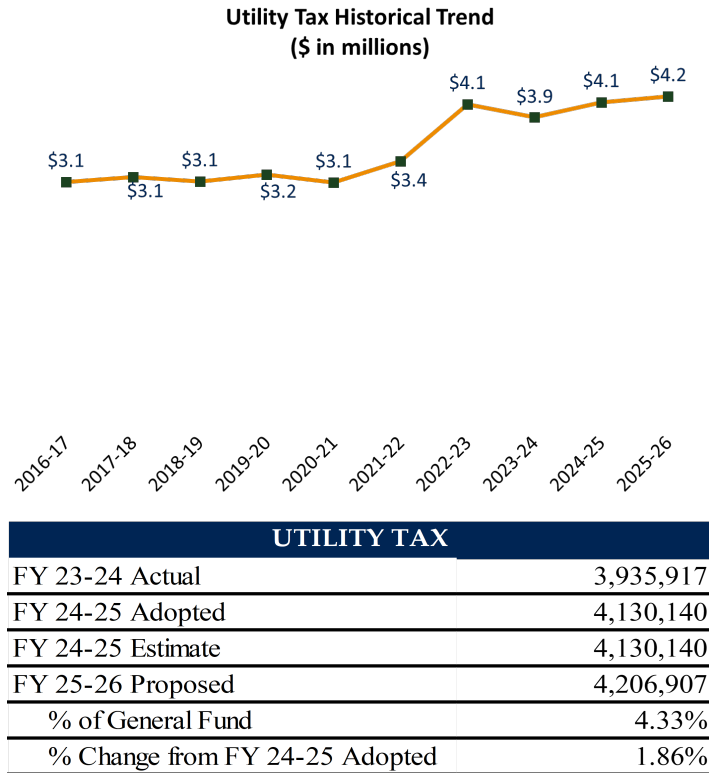 Utility Tax Historical Trend
($ in millions)
$3.1
$3.1
$3.1
$3.2
$3.1
$3.4
$4.1
$3.9
$4.1
$4.2
2016-17
2017-18
2018-19
2019-20
2020-21
2021-22
2022-23
2023-24
2024-25
2025-26
UTILITY TAX
FY 23-24 Actual 3,935,917
FY 24-25 Adopted 4,130,140
FY 24-25 Estimate 4,130,140
FY 25-26 Proposed 4,206,907
% of General Fund 4.33%
% Change from FY 24-25 Adopted 1.86%